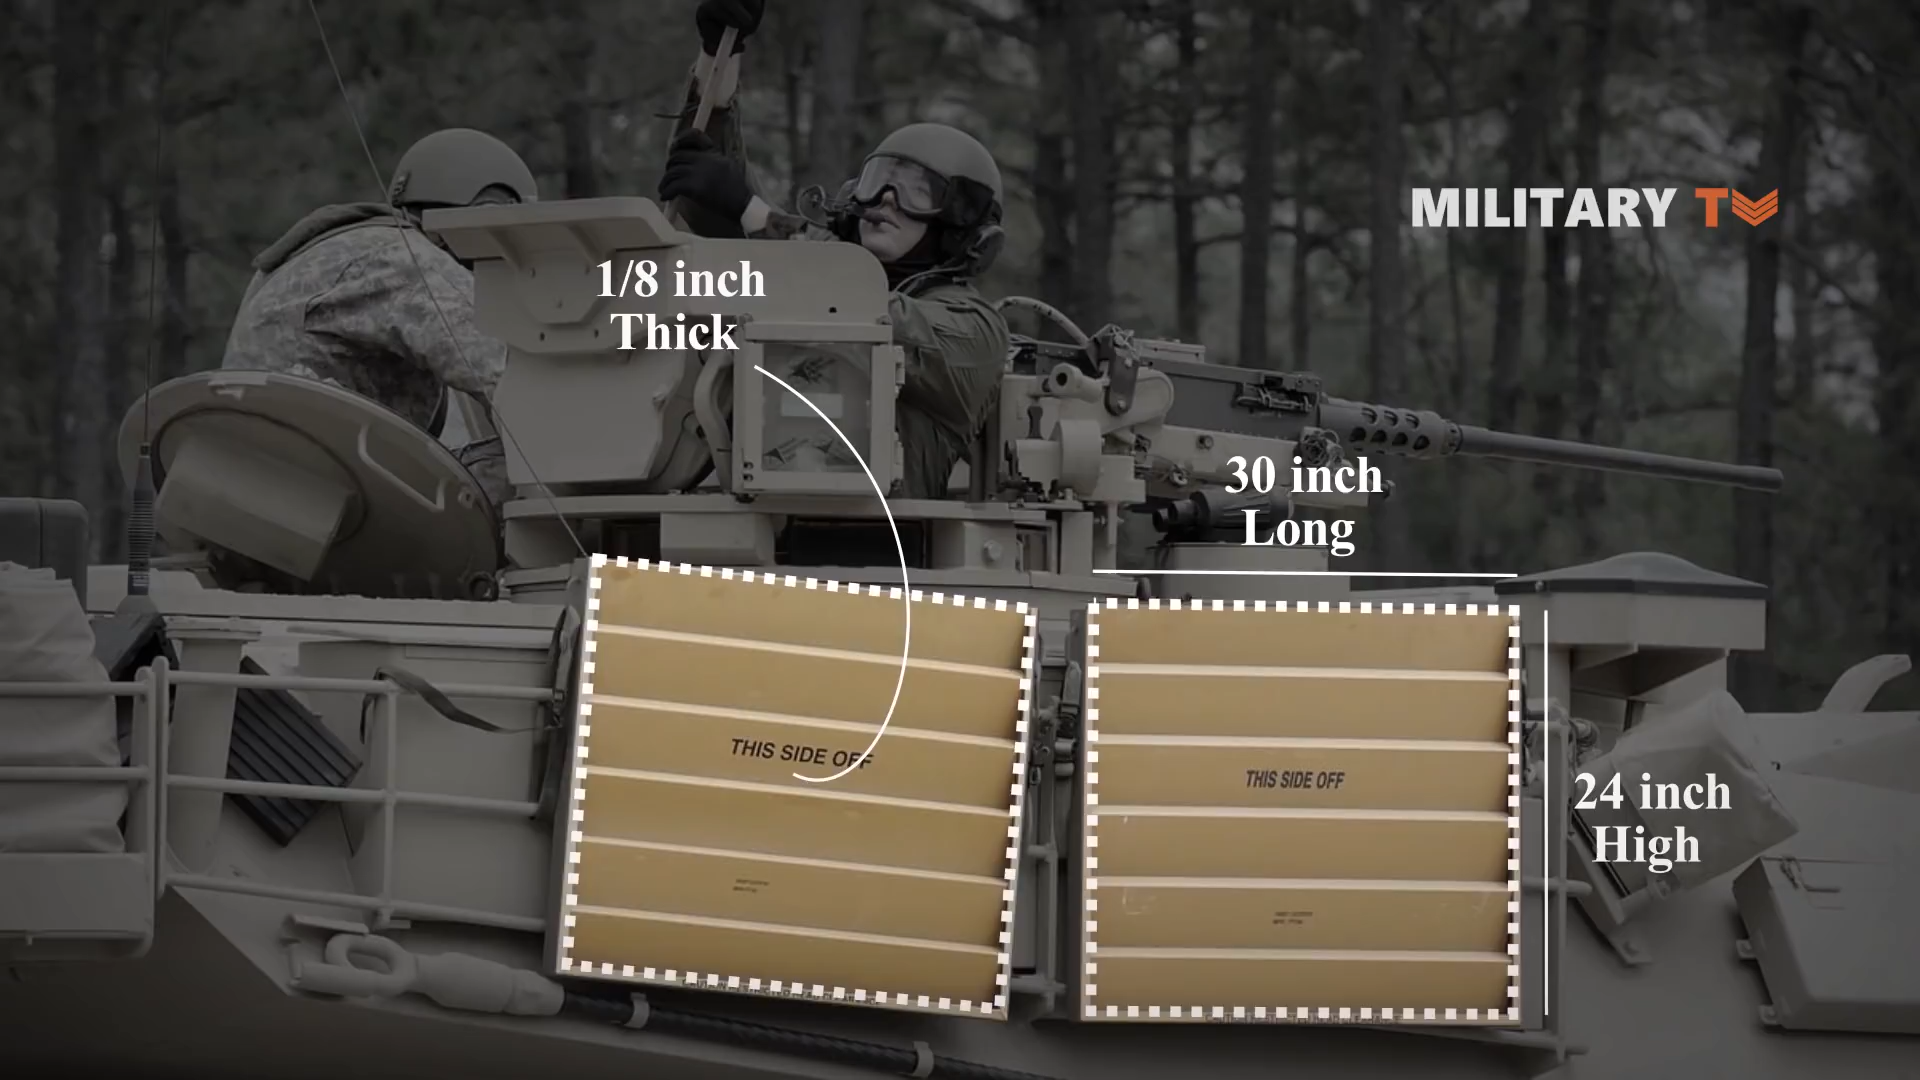 MILITARY TV
1/8 inch
Thick
30 inch
Long
THIS SIDE OFF
THIS SIDE OFF
24 inch
High